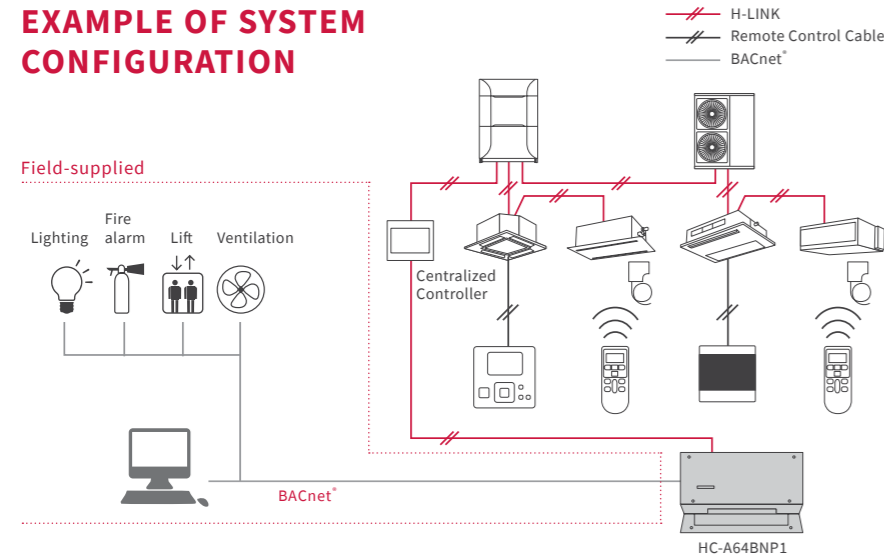 EXAMPLE OF SYSTEM
CONFIGURATION
H-LINK
Remote Control Cable
BACnet®
Field-supplied
Lighting
Fire
alarm
Lift
Ventilation
Centralized
Controller
BACnet®
HC-A64BNP1